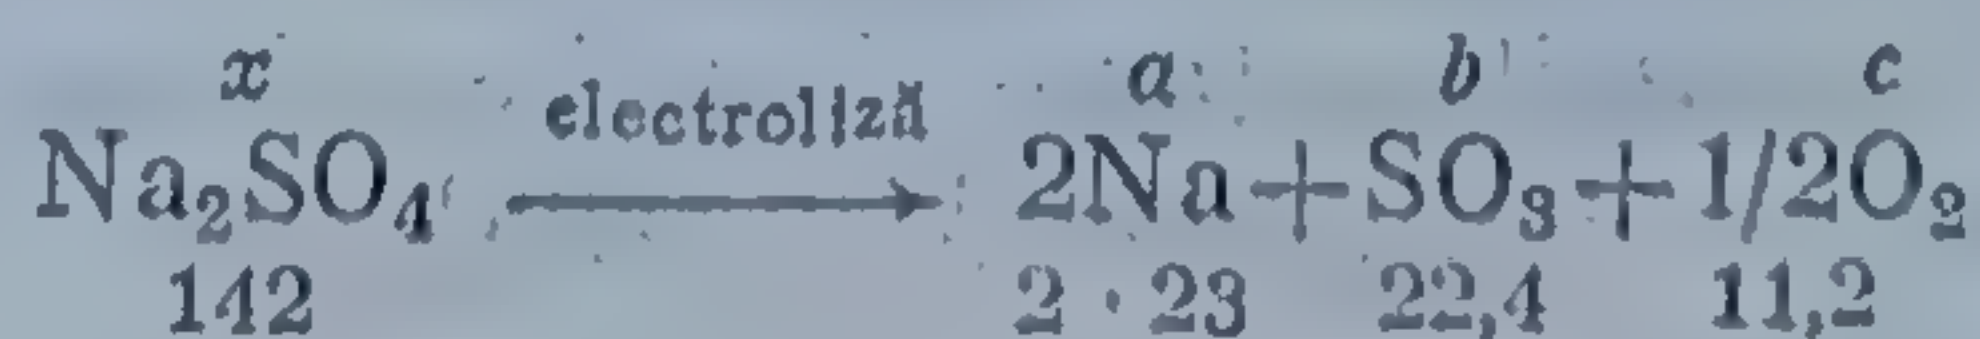 x electroliză a b c
Na₂SO₄ ⟶ 2Na+SO₃+1/2O₂
142 2 · 23 22,4 11,2